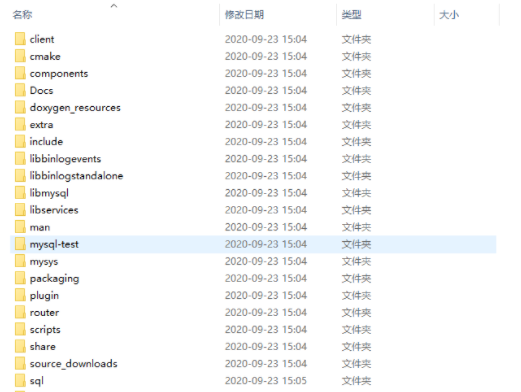 名称 修改日期 类型 大小
client 2020-09-23 15:04 文件夹
cmake 2020-09-23 15:04 文件夹
components 2020-09-23 15:04 文件夹
Docs 2020-09-23 15:04 文件夹
doxygen_resources 2020-09-23 15:04 文件夹
extra 2020-09-23 15:04 文件夹
include 2020-09-23 15:04 文件夹
libbinlogevents 2020-09-23 15:04 文件夹
libbinlogstandalone 2020-09-23 15:04 文件夹
libmysql 2020-09-23 15:04 文件夹
libservices 2020-09-23 15:04 文件夹
man 2020-09-23 15:04 文件夹
mysql-test 2020-09-23 15:04 文件夹
mysys 2020-09-23 15:04 文件夹
packaging 2020-09-23 15:04 文件夹
plugin 2020-09-23 15:04 文件夹
router 2020-09-23 15:04 文件夹
scripts 2020-09-23 15:04 文件夹
share 2020-09-23 15:04 文件夹
source_downloads 2020-09-23 15:04 文件夹
sql 2020-09-23 15:05 文件夹